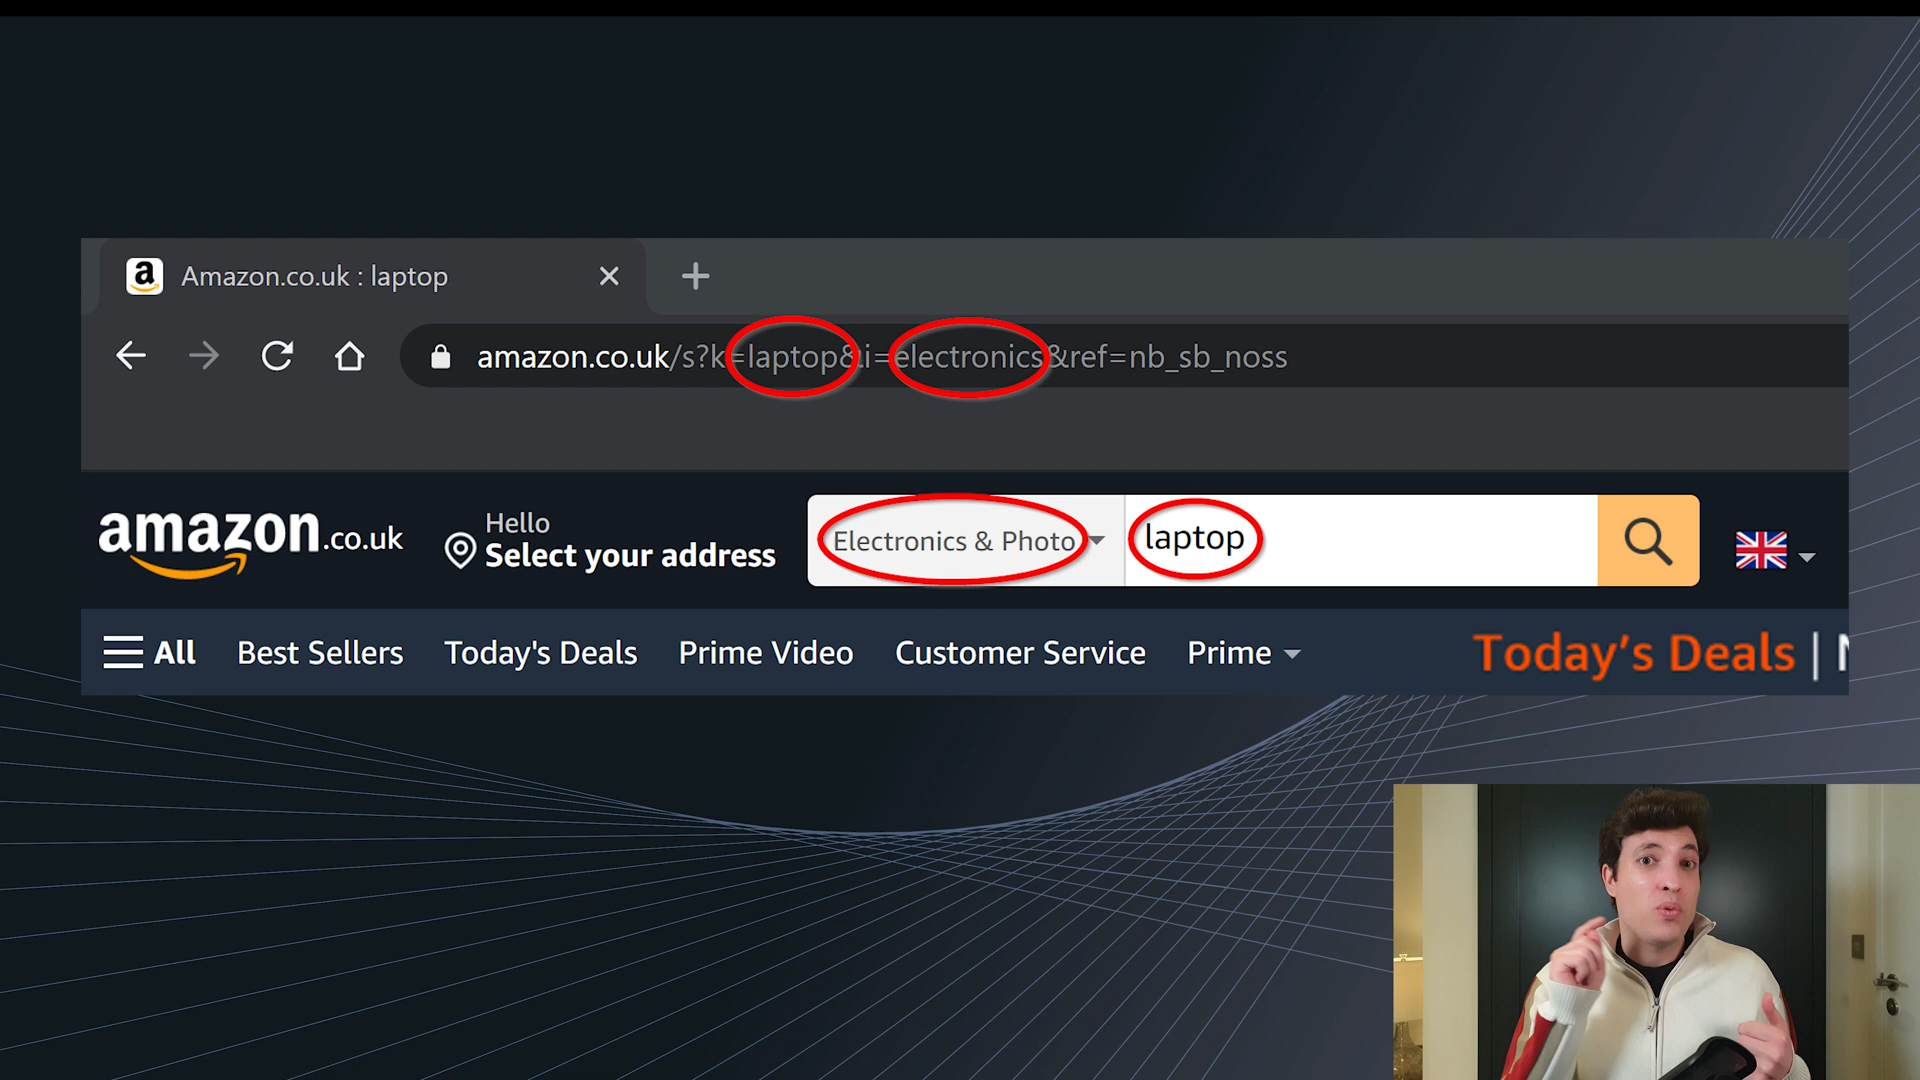 a Amazon.co.uk : laptop
amazon.co.uk/s?k=laptop&i=electronics&ref=nb_sb_noss
amazon.co.uk
Hello
Select your address
Electronics & Photo
laptop
All Best Sellers Today's Deals Prime Video Customer Service Prime Today's Deals |